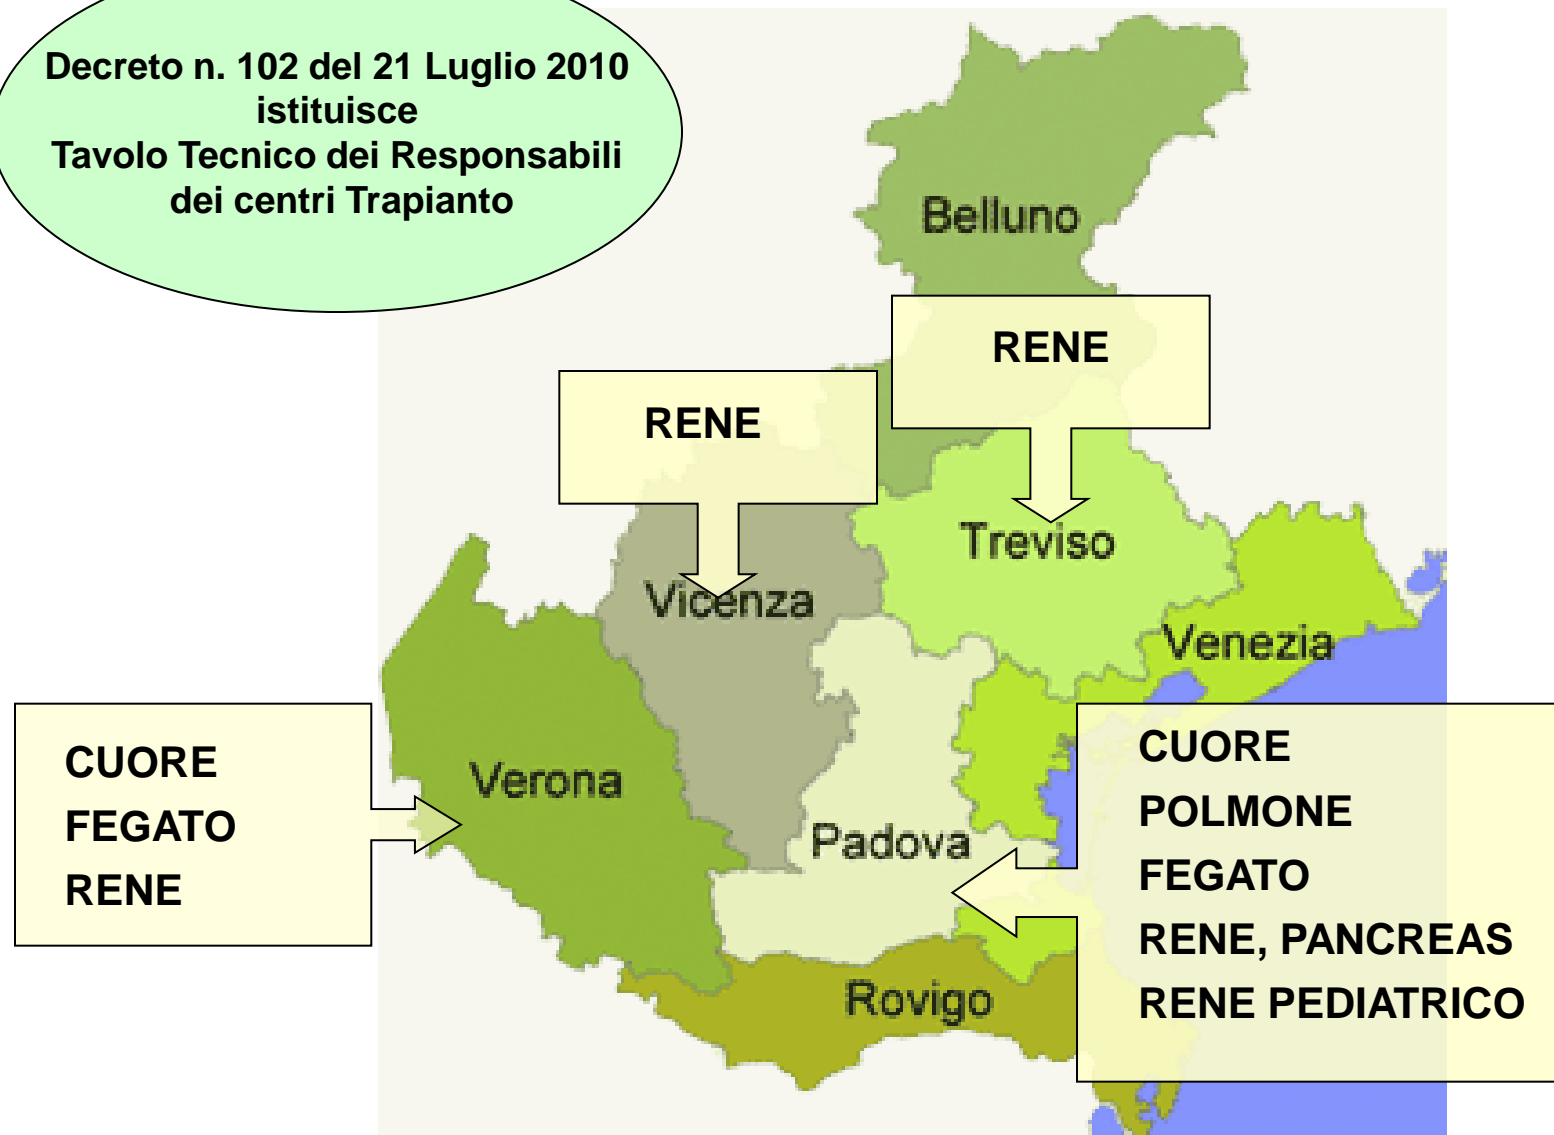 Decreto n. 102 del 21 Luglio 2010
istituisce
Tavolo Tecnico dei Responsabili
dei centri Trapianto
Belluno
RENE
RENE
Treviso
Vicenza
Venezia
CUORE
FEGATO
RENE
Verona
Padova
CUORE
POLMONE
FEGATO
RENE, PANCREAS
RENE PEDIATRICO
Rovigo